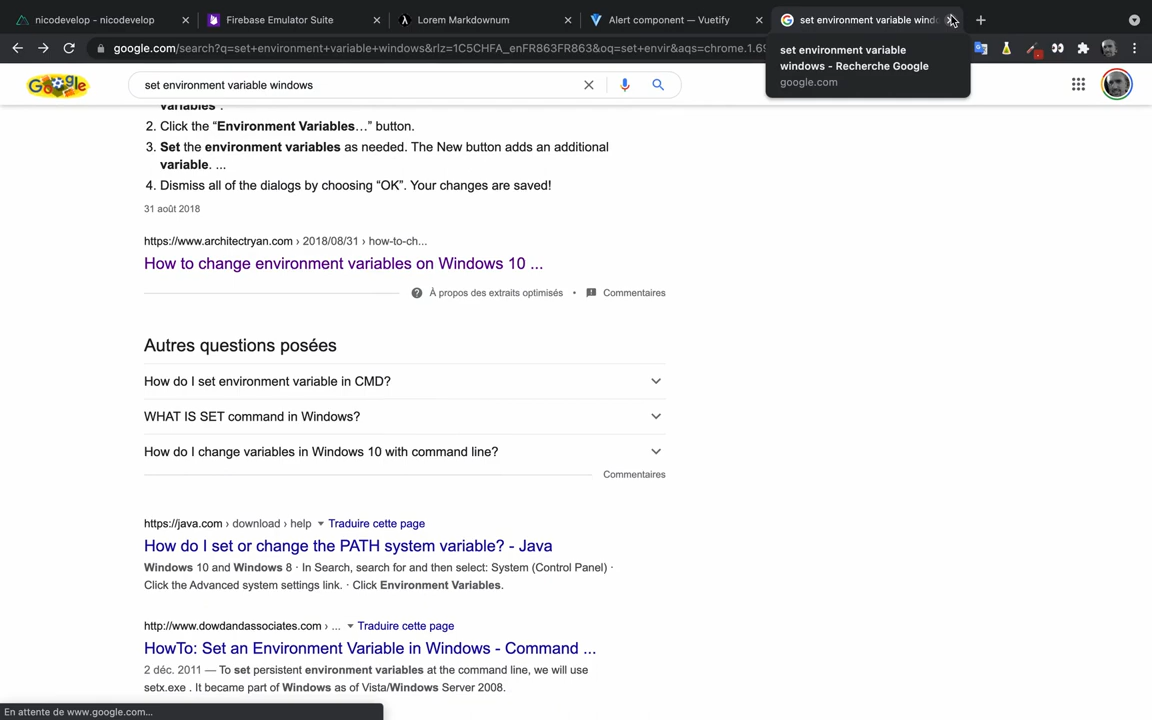 nicodevelop - nicodevelop
Firebase Emulator Suite
Lorem Markdownum
Alert component — Vuetify
set environment variable windo
google.com/search?q=set+environment+variable+windows&rlz=1C5CHFA_enFR863FR863&oq=set+envir&aqs=chrome.1.69
set environment variable
windows - Recherche Google
google.com
Google
set environment variable windows
variables".
2. Click the “Environment Variables…” button.
3. Set the environment variables as needed. The New button adds an additional
variable. ...
4. Dismiss all of the dialogs by choosing “OK”. Your changes are saved!
31 août 2018
https://www.architectryan.com › 2018/08/31 › how-to-ch...
How to change environment variables on Windows 10 ...
À propos des extraits optimisés • Commentaires
Autres questions posées
How do I set environment variable in CMD?
WHAT IS SET command in Windows?
How do I change variables in Windows 10 with command line?
Commentaires
https://java.com › download › help Traduire cette page
How do I set or change the PATH system variable? - Java
Windows 10 and Windows 8 · In Search, search for and then select: System (Control Panel) ·
Click the Advanced system settings link. · Click Environment Variables.
http://www.dowdandassociates.com › ... Traduire cette page
HowTo: Set an Environment Variable in Windows - Command ...
2 déc. 2011 — To set persistent environment variables at the command line, we will use
setx.exe . It became part of Windows as of Vista/Windows Server 2008.
En attente de www.google.com...